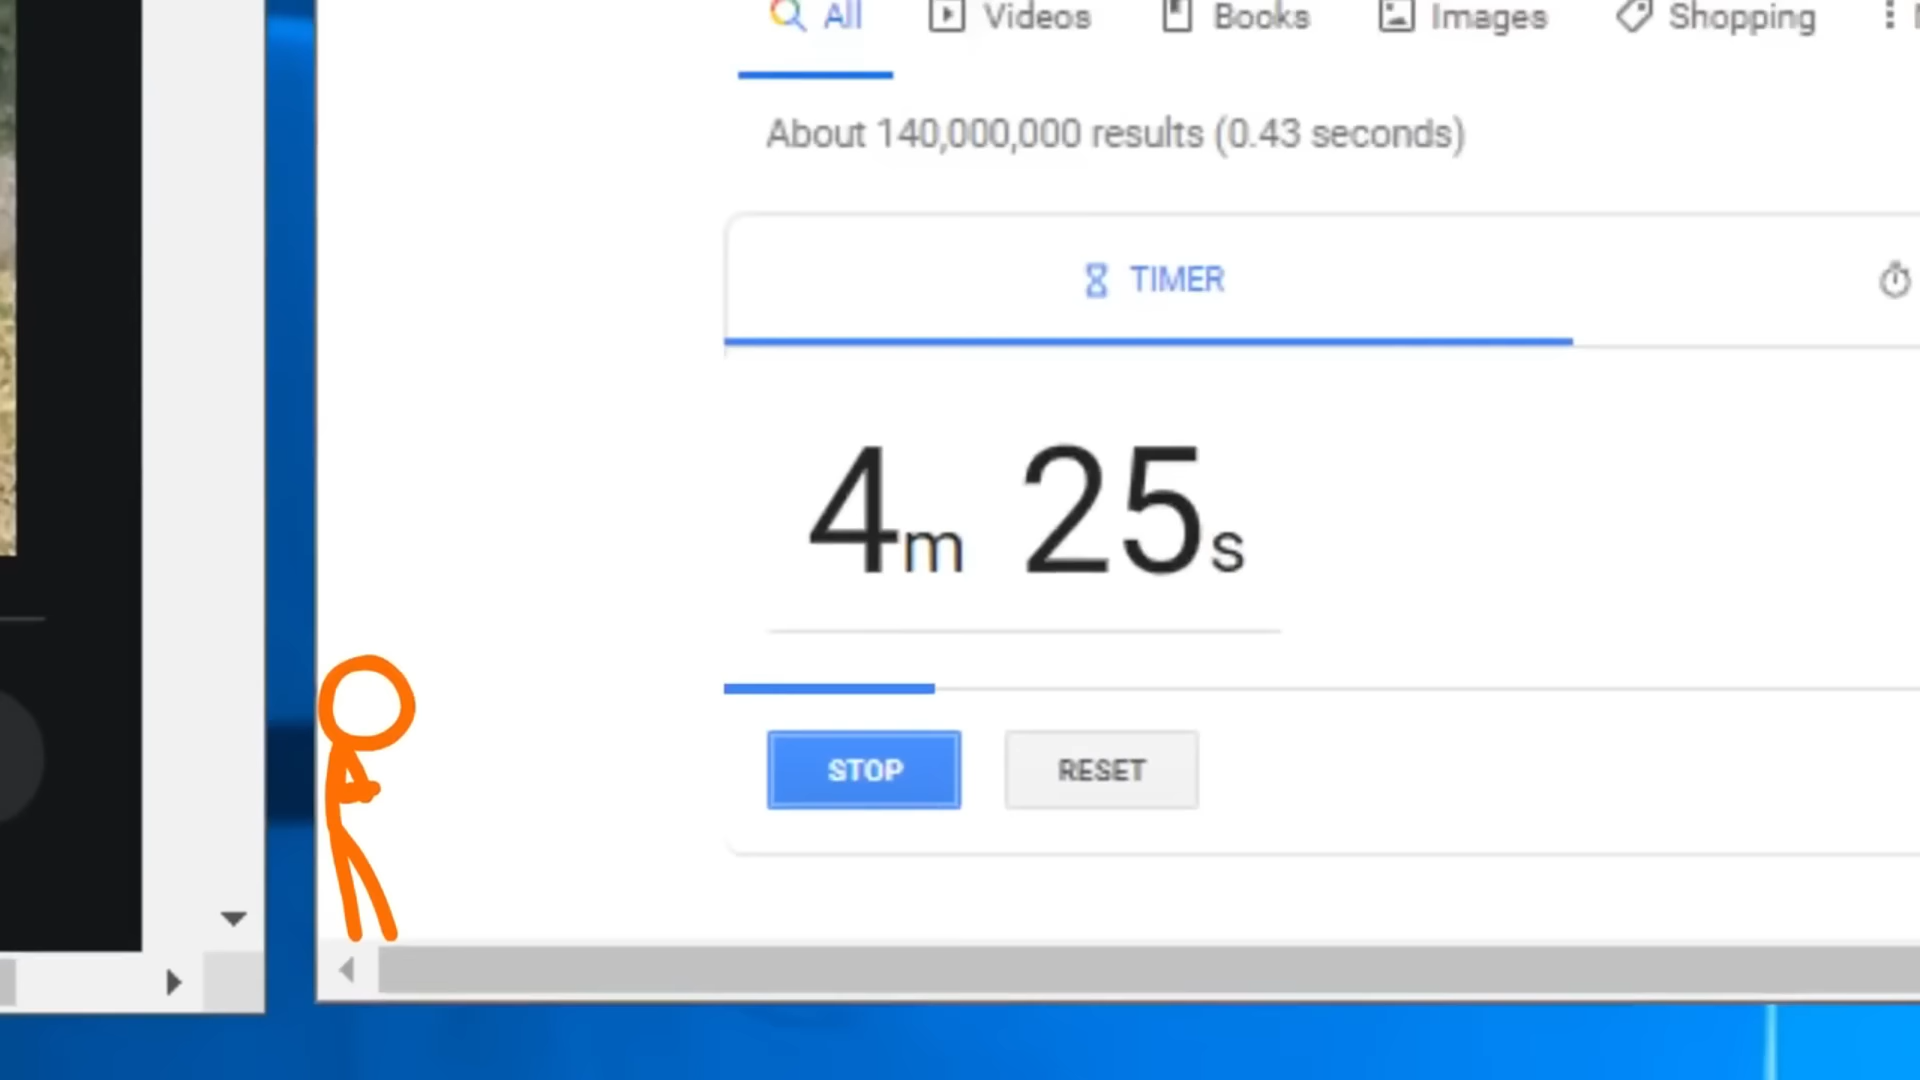 All Videos Books Images Shopping
About 140,000,000 results (0.43 seconds)
TIMER
4m 25s
STOP RESET